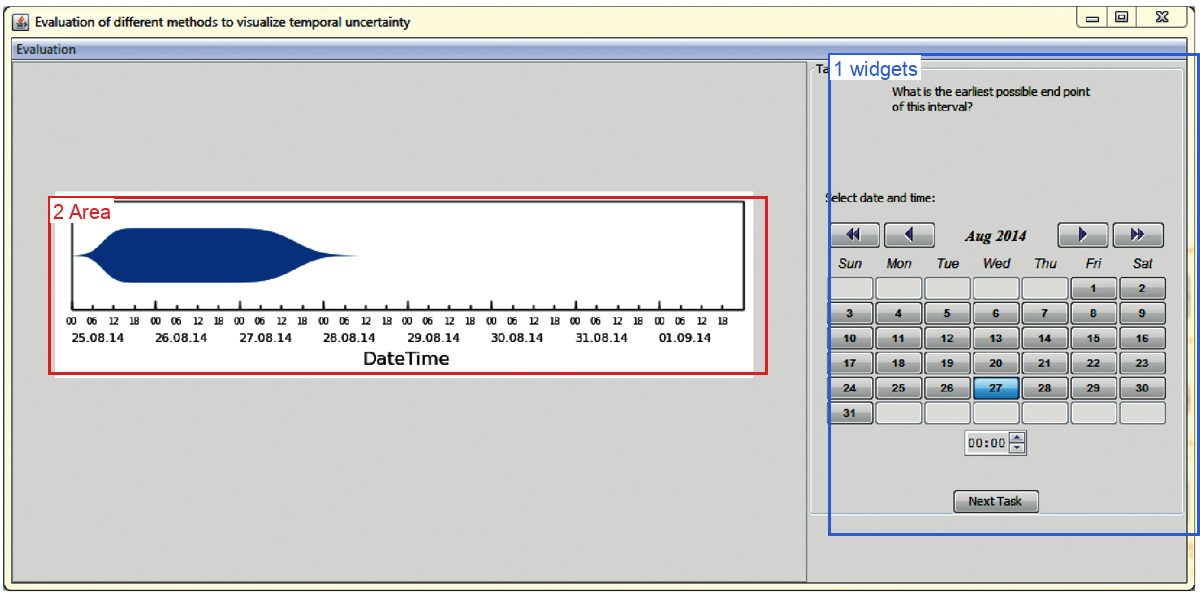 Evaluation of different methods to visualize temporal uncertainty
Evaluation
1 widgets
What is the earliest possible end point
of this interval?
2 Area
00 06 12 18 00 06 12 18 00 06 12 18 00 06 12 18 00 06 12 18 00 06 12 18 00 06 12 18 00 06 12 18
25.08.14 26.08.14 27.08.14 28.08.14 29.08.14 30.08.14 31.08.14 01.09.14
DateTime
Select date and time:
Aug 2014
Sun Mon Tue Wed Thu Fri Sat
1 2
3 4 5 6 7 8 9
10 11 12 13 14 15 16
17 18 19 20 21 22 23
24 25 26 27 28 29 30
31
00:00
Next Task